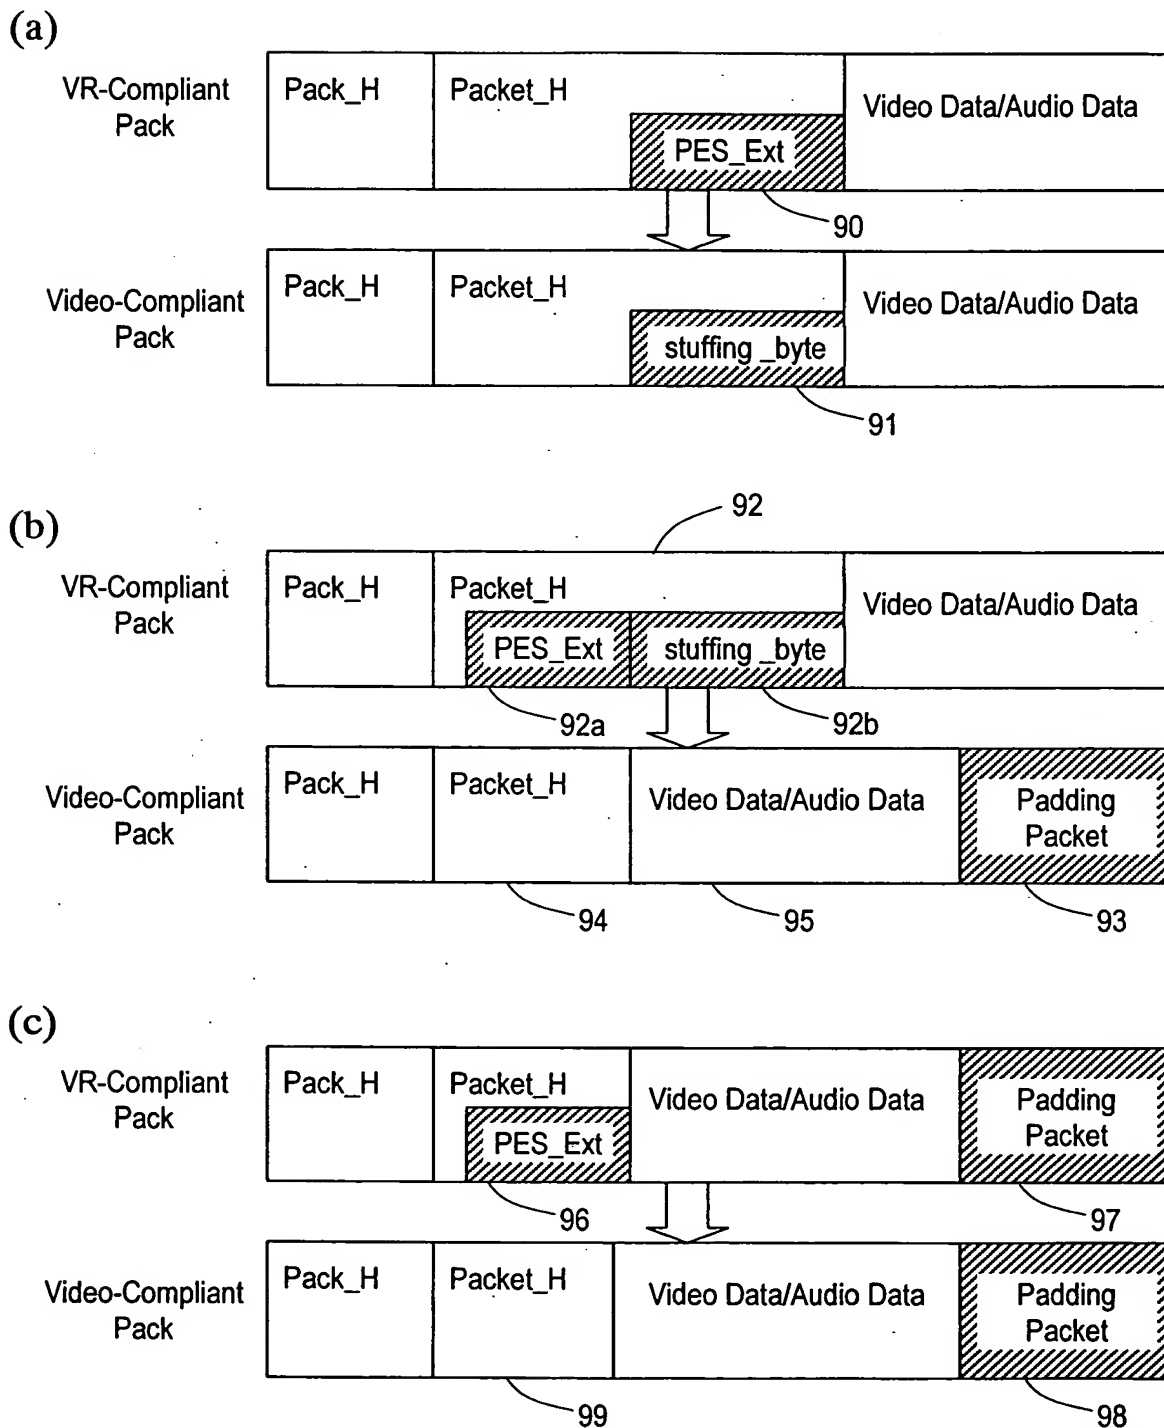 (a)
VR-Compliant
Pack
Pack_H
Packet_H
PES_Ext
Video Data/Audio Data
90
Video-Compliant
Pack
Pack_H
Packet_H
stuffing _byte
Video Data/Audio Data
91
(b)
92
VR-Compliant
Pack
Pack_H
Packet_H
PES_Ext
stuffing _byte
Video Data/Audio Data
92a
92b
Video-Compliant
Pack
Pack_H
Packet_H
Video Data/Audio Data
Padding
Packet
94
95
93
(c)
VR-Compliant
Pack
Pack_H
Packet_H
PES_Ext
Video Data/Audio Data
Padding
Packet
96
97
Video-Compliant
Pack
Pack_H
Packet_H
Video Data/Audio Data
Padding
Packet
99
98